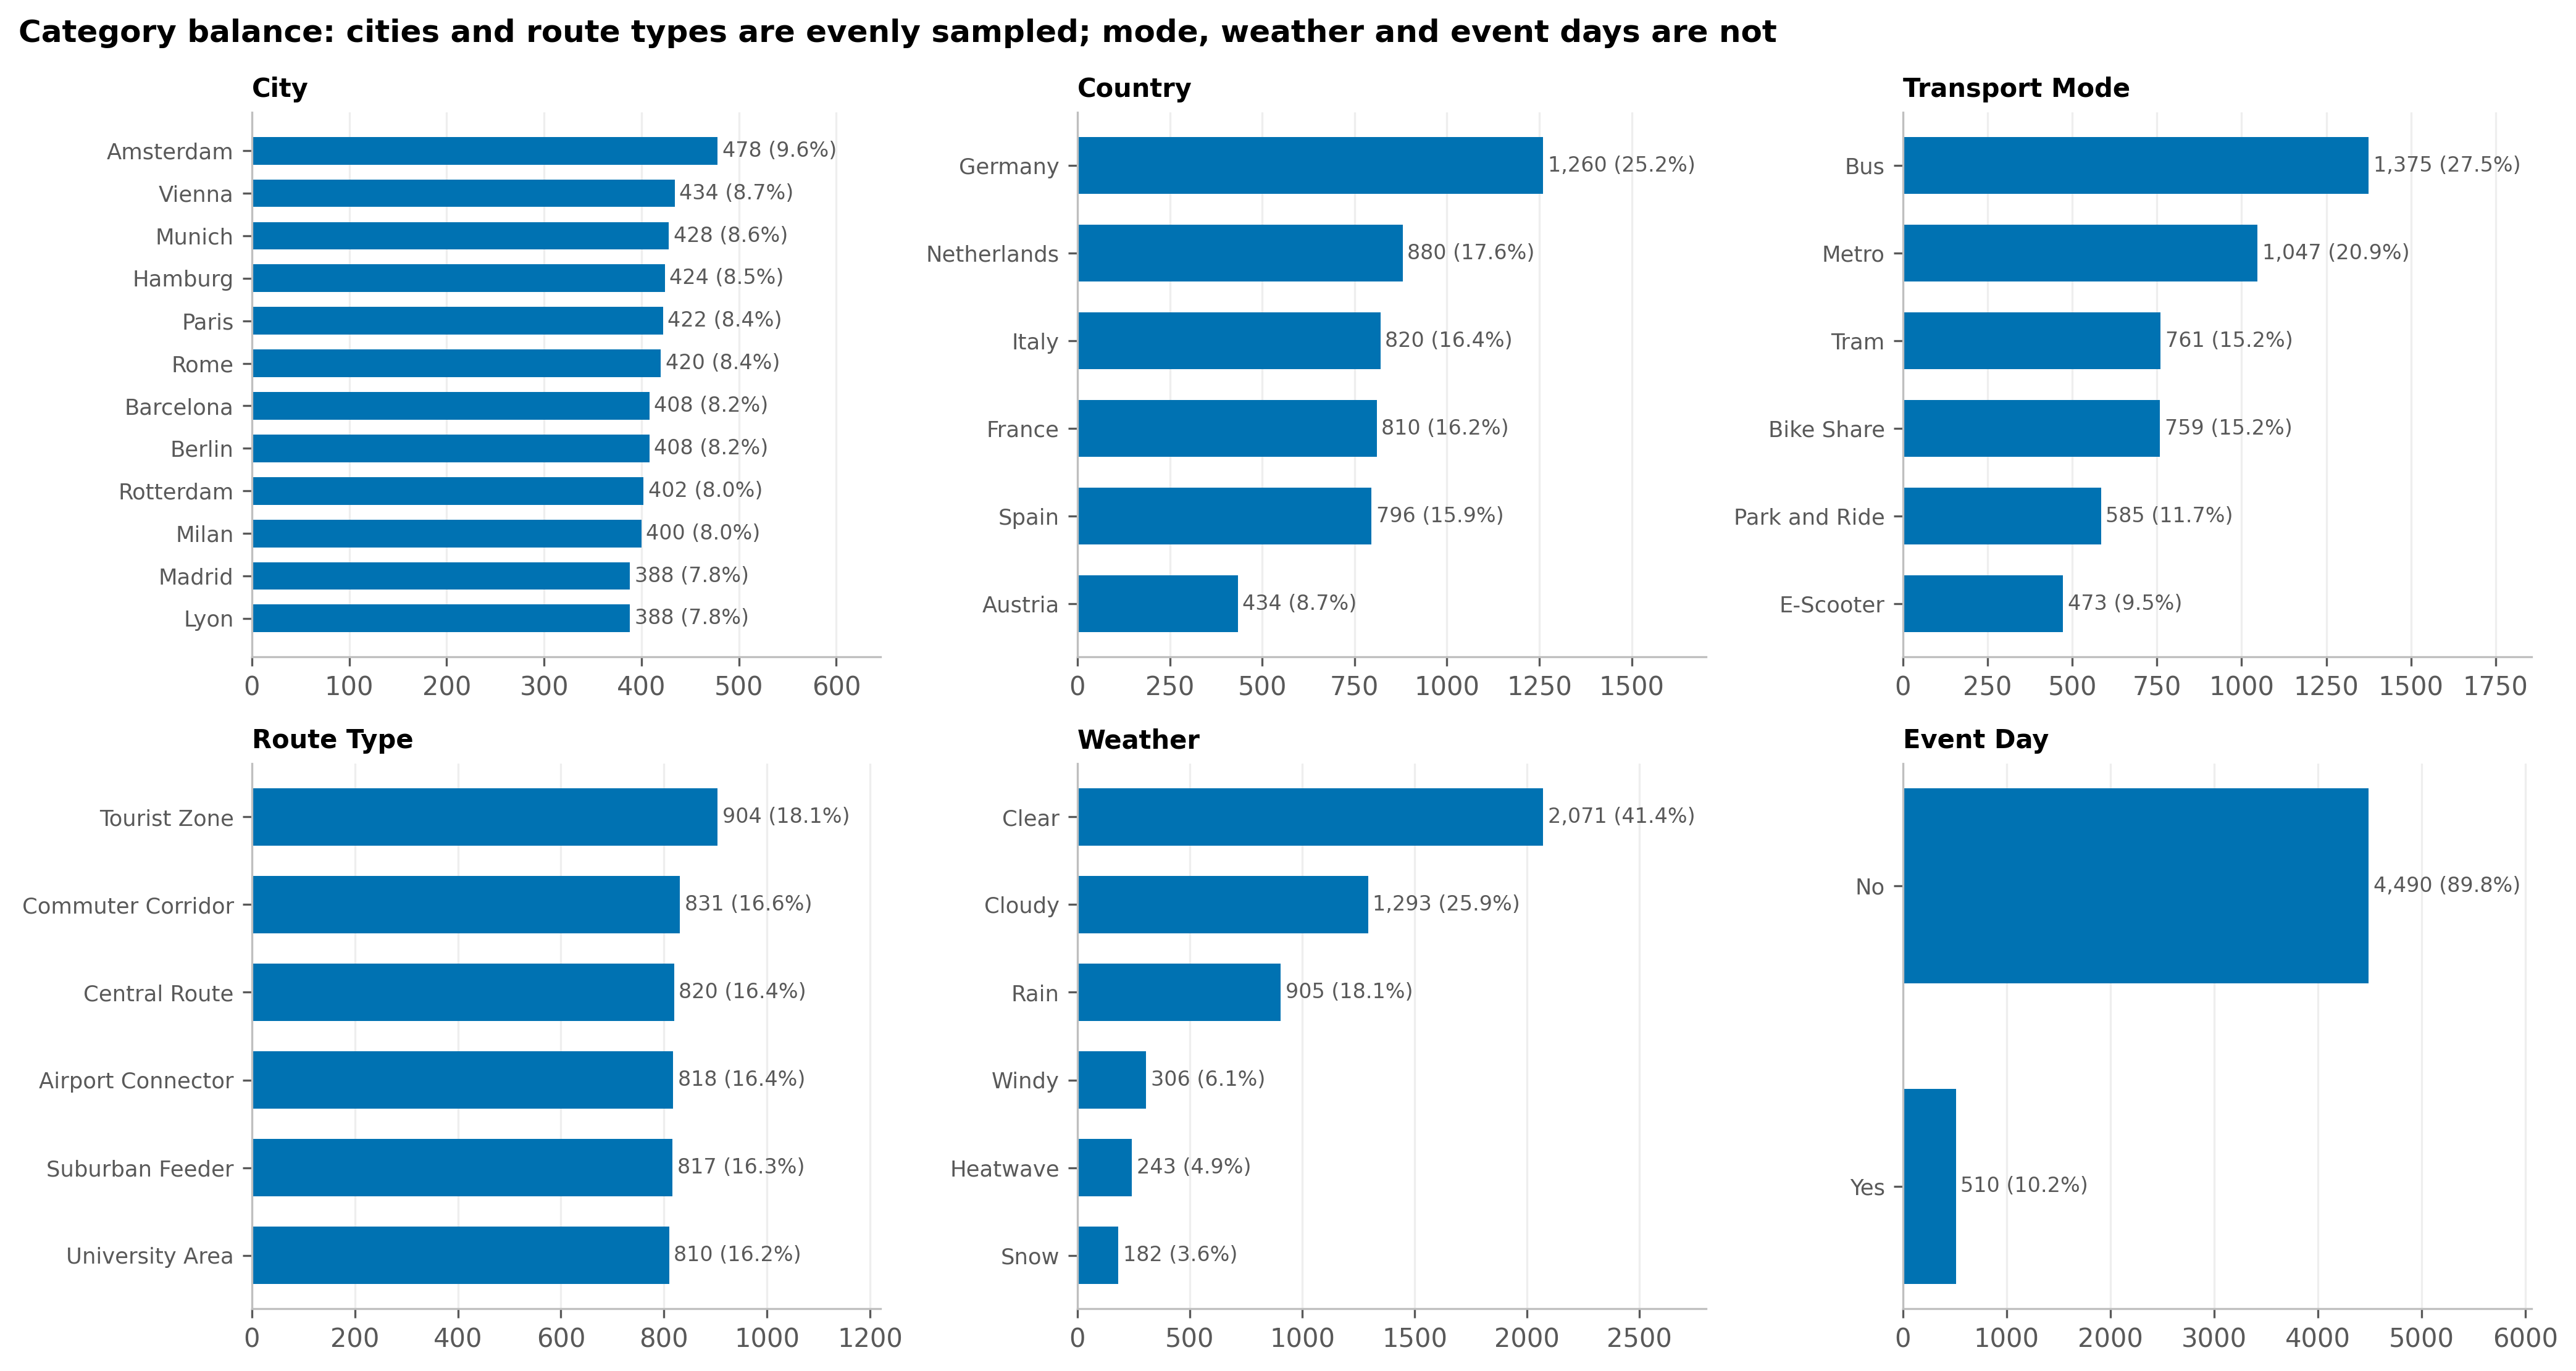 Category balance: cities and route types are evenly sampled; mode, weather and event days are not
City
Amsterdam 478 (9.6%)
Vienna 434 (8.7%)
Munich 428 (8.6%)
Hamburg 424 (8.5%)
Paris 422 (8.4%)
Rome 420 (8.4%)
Barcelona 408 (8.2%)
Berlin 408 (8.2%)
Rotterdam 402 (8.0%)
Milan 400 (8.0%)
Madrid 388 (7.8%)
Lyon 388 (7.8%)
0 100 200 300 400 500 600
Country
Germany 1,260 (25.2%)
Netherlands 880 (17.6%)
Italy 820 (16.4%)
France 810 (16.2%)
Spain 796 (15.9%)
Austria 434 (8.7%)
0 250 500 750 1000 1250 1500
Transport Mode
Bus 1,375 (27.5%)
Metro 1,047 (20.9%)
Tram 761 (15.2%)
Bike Share 759 (15.2%)
Park and Ride 585 (11.7%)
E-Scooter 473 (9.5%)
0 250 500 750 1000 1250 1500 1750
Route Type
Tourist Zone 904 (18.1%)
Commuter Corridor 831 (16.6%)
Central Route 820 (16.4%)
Airport Connector 818 (16.4%)
Suburban Feeder 817 (16.3%)
University Area 810 (16.2%)
0 200 400 600 800 1000 1200
Weather
Clear 2,071 (41.4%)
Cloudy 1,293 (25.9%)
Rain 905 (18.1%)
Windy 306 (6.1%)
Heatwave 243 (4.9%)
Snow 182 (3.6%)
0 500 1000 1500 2000 2500
Event Day
No 4,490 (89.8%)
Yes 510 (10.2%)
0 1000 2000 3000 4000 5000 6000